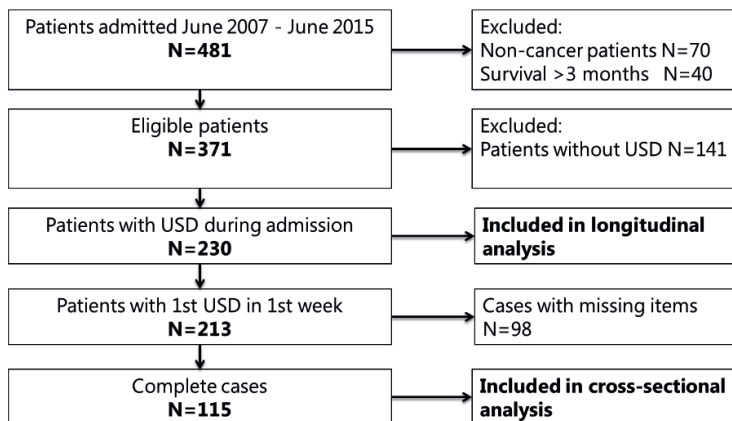 Patients admitted June 2007 - June 2015
N=481
Excluded:
Non-cancer patients N=70
Survival >3 months N=40
Eligible patients
N=371
Excluded:
Patients without USD N=141
Patients with USD during admission
N=230
Included in longitudinal
analysis
Patients with 1st USD in 1st week
N=213
Cases with missing items
N=98
Complete cases
N=115
Included in cross-sectional
analysis